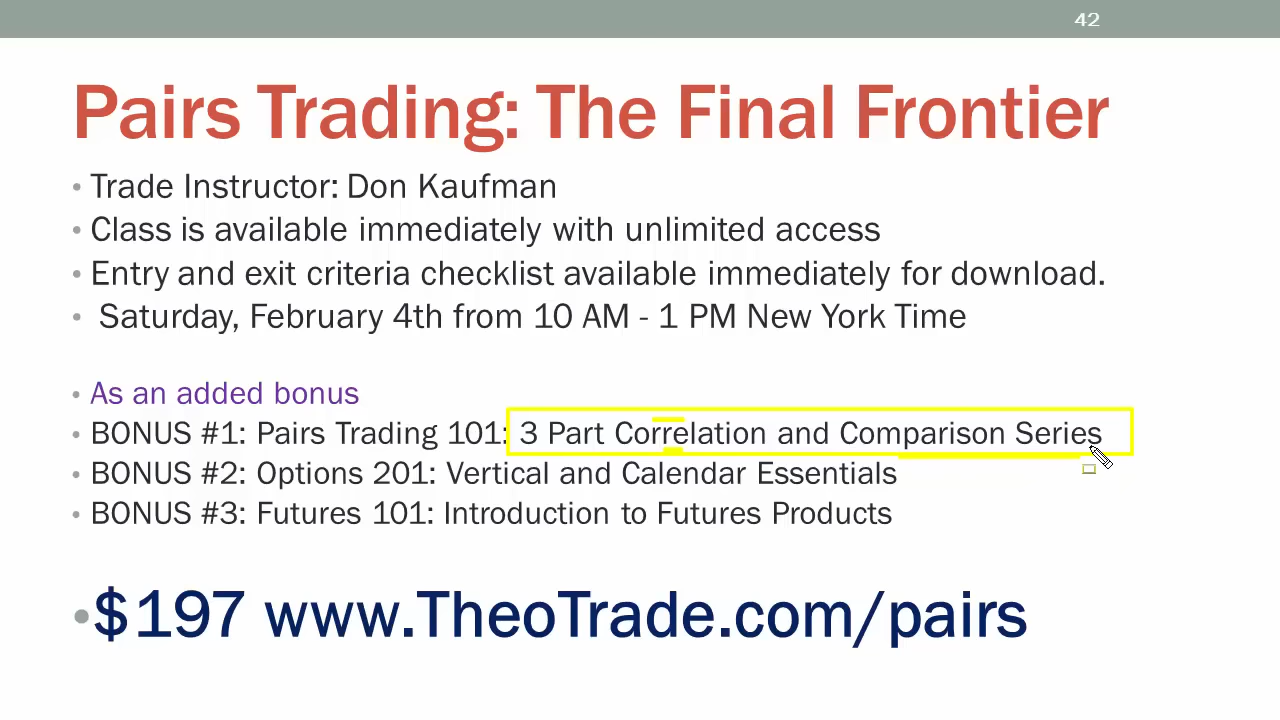 42
Pairs Trading: The Final Frontier
• Trade Instructor: Don Kaufman
• Class is available immediately with unlimited access
• Entry and exit criteria checklist available immediately for download.
• Saturday, February 4th from 10 AM - 1 PM New York Time
• As an added bonus
• BONUS #1: Pairs Trading 101: 3 Part Correlation and Comparison Series
• BONUS #2: Options 201: Vertical and Calendar Essentials
• BONUS #3: Futures 101: Introduction to Futures Products
• $197 www.TheoTrade.com/pairs